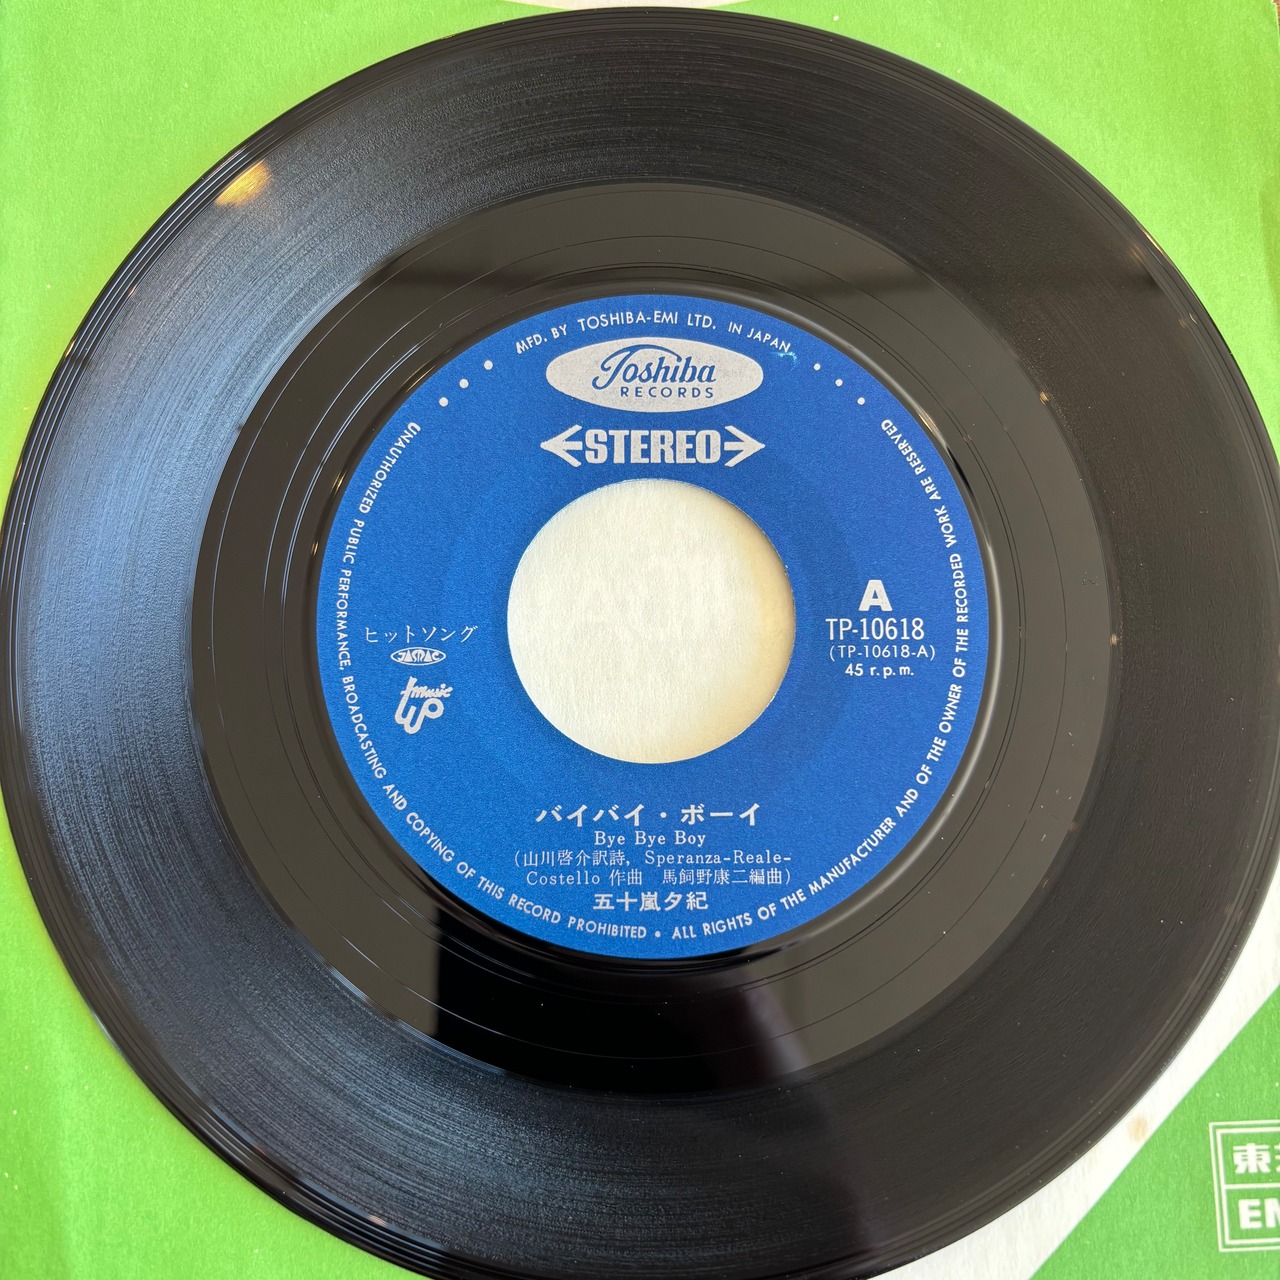 MFD. BY TOSHIBA-EMI LTD. IN JAPAN
Toshiba
RECORDS
STEREO
A
TP-10618
(TP-10618-A)
45 r.p.m.
ヒットソング
JASRAC
music
UP
バイバイ・ボーイ
Bye Bye Boy
(山川啓介訳詩, Speranza-Reale-
Costello 作曲 馬飼野康二編曲)
五十嵐夕紀
UNAUTHORIZED PUBLIC PERFORMANCE, BROADCASTING AND COPYING OF THIS RECORD PROHIBITED • ALL RIGHTS OF THE MANUFACTURER AND OF THE OWNER OF THE RECORDED WORK ARE RESERVED
東